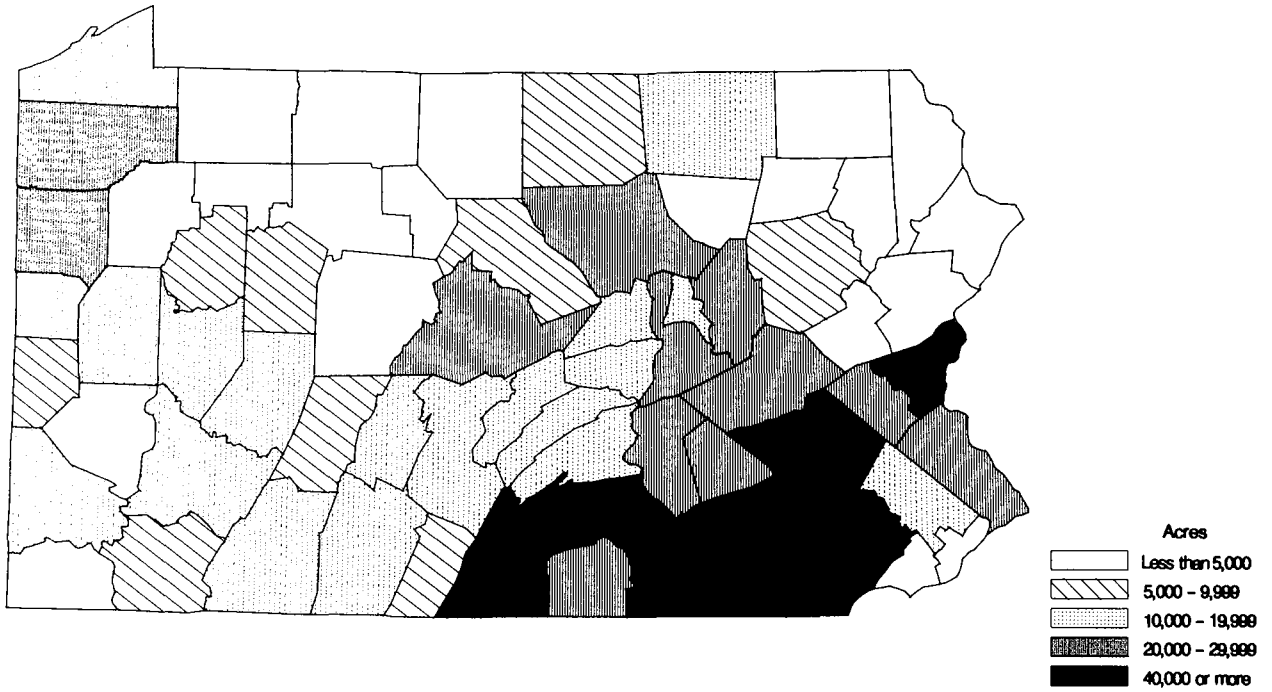 Acres
Less than 5,000
5,000 - 9,999
10,000 - 19,999
20,000 - 29,999
40,000 or more